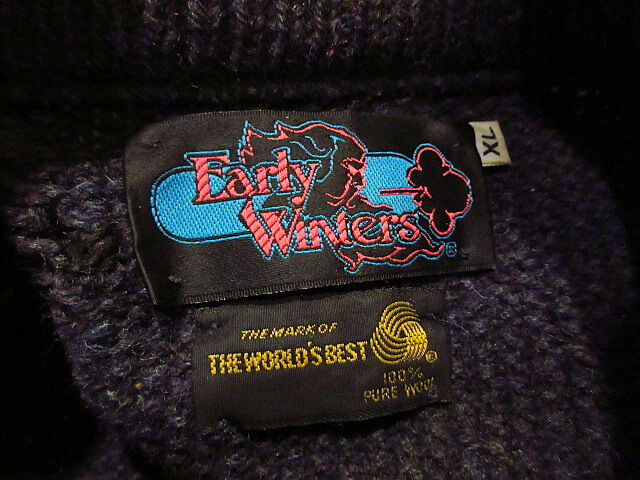 Early
Winters
®
XL
THE MARK OF
THE WORLD'S BEST
®
100%
PURE WOOL